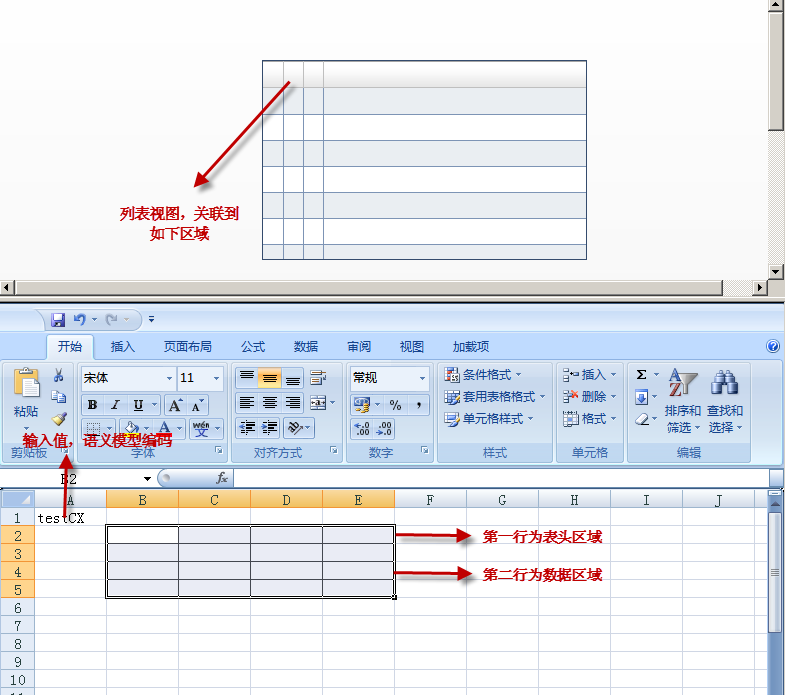 列表视图，关联到
如下区域
开始 插入 页面布局 公式 数据 审阅 视图 加载项
宋体 11 常规 条件格式 Σ 插入
粘贴 B I U A A % , 套用表格格式 删除 排序和 查找和
A wén .00 .00 单元格样式 格式 筛选 选择
输入值，语义模型编码
剪贴板 字体 对齐方式 数字 样式 单元格 编辑
B2 fx
A B C D E F G H I J
1 testCX
2 第一行为表头区域
3
4 第二行为数据区域
5
6
7
8
9
10